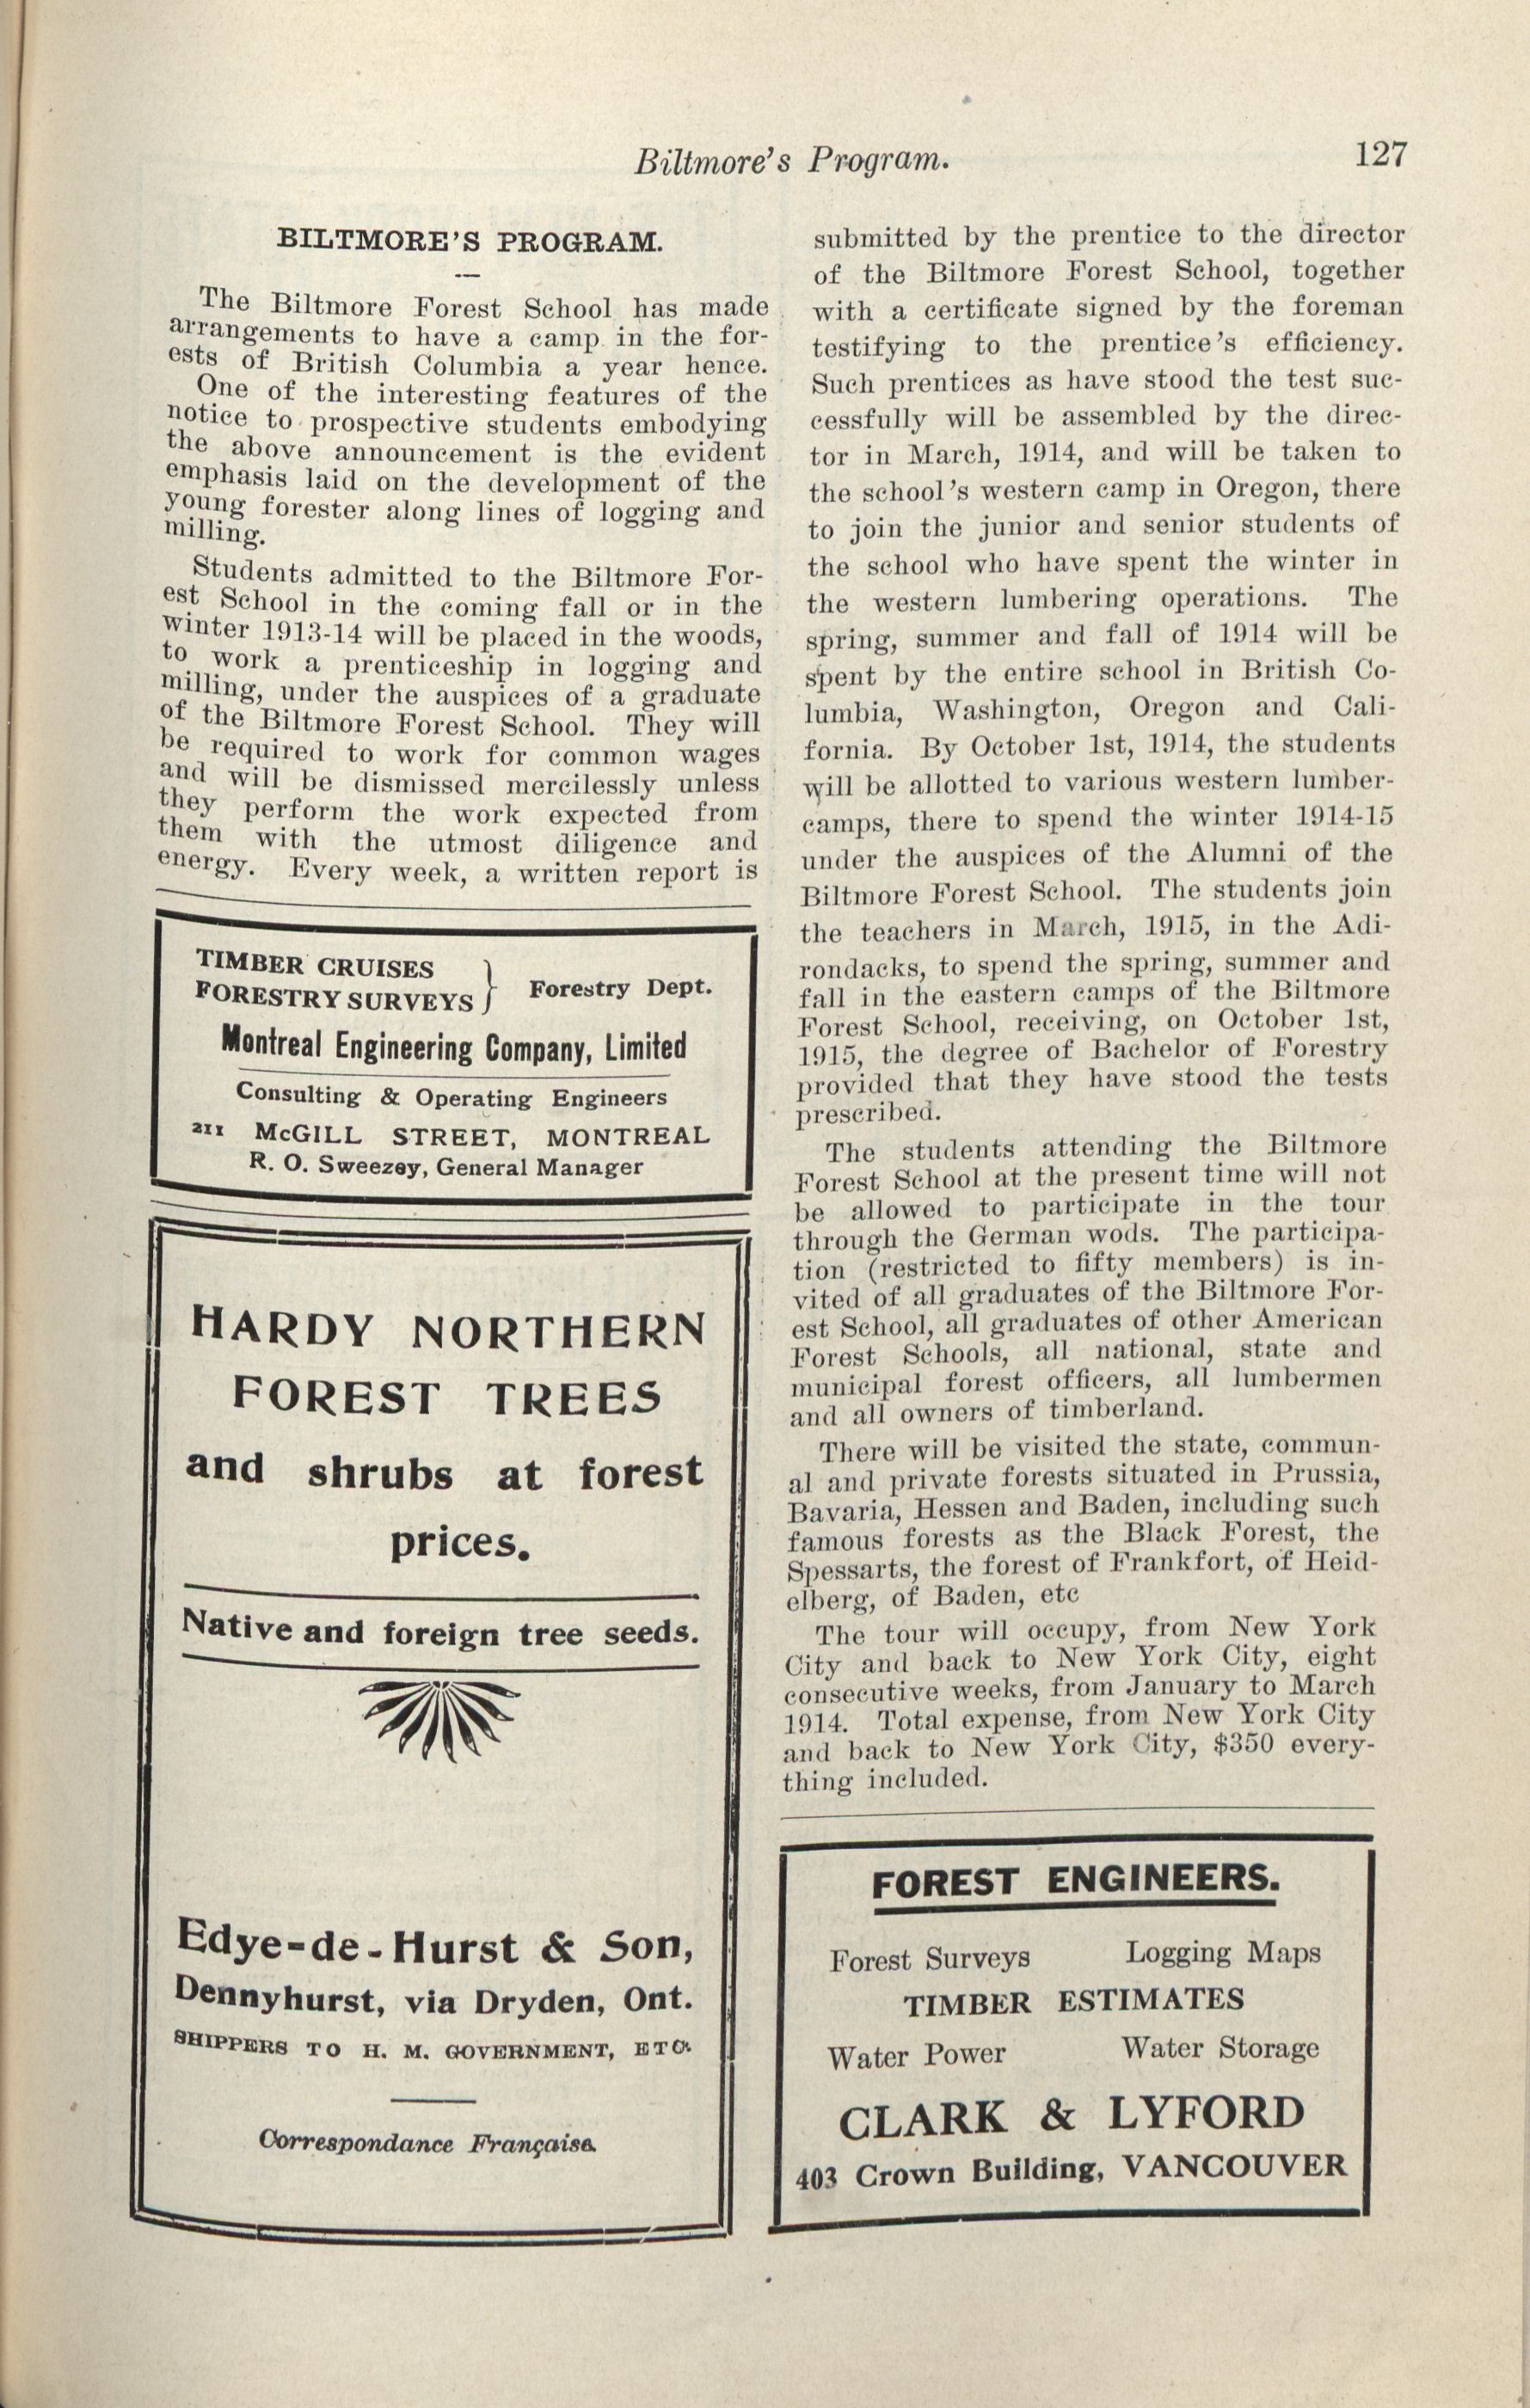 Biltmore's Program.
127
BILTMORE'S PROGRAM.
The Biltmore Forest School has made
arrangements to have a camp in the for-
ests of British Columbia a year hence.
One of the interesting features of the
notice to prospective students embodying
the above announcement is the evident
emphasis laid on the development of the
young forester along lines of logging and
milling.
Students admitted to the Biltmore For-
est School in the coming fall or in the
winter 1913-14 will be placed in the woods,
to work a prenticeship in logging and
milling, under the auspices of a graduate
of the Biltmore Forest School. They will
be required to work for common wages
and will be dismissed mercilessly unless
they perform the work expected from
them with the utmost diligence and
energy. Every week, a written report is
TIMBER CRUISES
FORESTRY SURVEYS } Forestry Dept.
Montreal Engineering Company, Limited
Consulting & Operating Engineers
211 McGILL STREET, MONTREAL
R. O. Sweezey, General Manager
HARDY NORTHERN
FOREST TREES
and shrubs at forest
prices.
Native and foreign tree seeds.
Edye-de-Hurst & Son,
Dennyhurst, via Dryden, Ont.
SHIPPERS TO H. M. GOVERNMENT, ETC.
Correspondance Française.
submitted by the prentice to the director
of the Biltmore Forest School, together
with a certificate signed by the foreman
testifying to the prentice's efficiency.
Such prentices as have stood the test suc-
cessfully will be assembled by the direc-
tor in March, 1914, and will be taken to
the school's western camp in Oregon, there
to join the junior and senior students of
the school who have spent the winter in
the western lumbering operations. The
spring, summer and fall of 1914 will be
spent by the entire school in British Co-
lumbia, Washington, Oregon and Cali-
fornia. By October 1st, 1914, the students
will be allotted to various western lumber-
camps, there to spend the winter 1914-15
under the auspices of the Alumni of the
Biltmore Forest School. The students join
the teachers in March, 1915, in the Adi-
rondacks, to spend the spring, summer and
fall in the eastern camps of the Biltmore
Forest School, receiving, on October 1st,
1915, the degree of Bachelor of Forestry
provided that they have stood the tests
prescribed.
The students attending the Biltmore
Forest School at the present time will not
be allowed to participate in the tour
through the German wods. The participa-
tion (restricted to fifty members) is in-
vited of all graduates of the Biltmore For-
est School, all graduates of other American
Forest Schools, all national, state and
municipal forest officers, all lumbermen
and all owners of timberland.
There will be visited the state, commun-
al and private forests situated in Prussia,
Bavaria, Hessen and Baden, including such
famous forests as the Black Forest, the
Spessarts, the forest of Frankfort, of Heid-
elberg, of Baden, etc
The tour will occupy, from New York
City and back to New York City, eight
consecutive weeks, from January to March
1914. Total expense, from New York City
and back to New York City, $350 every-
thing included.
FOREST ENGINEERS.
Forest Surveys Logging Maps
TIMBER ESTIMATES
Water Power Water Storage
CLARK & LYFORD
403 Crown Building, VANCOUVER